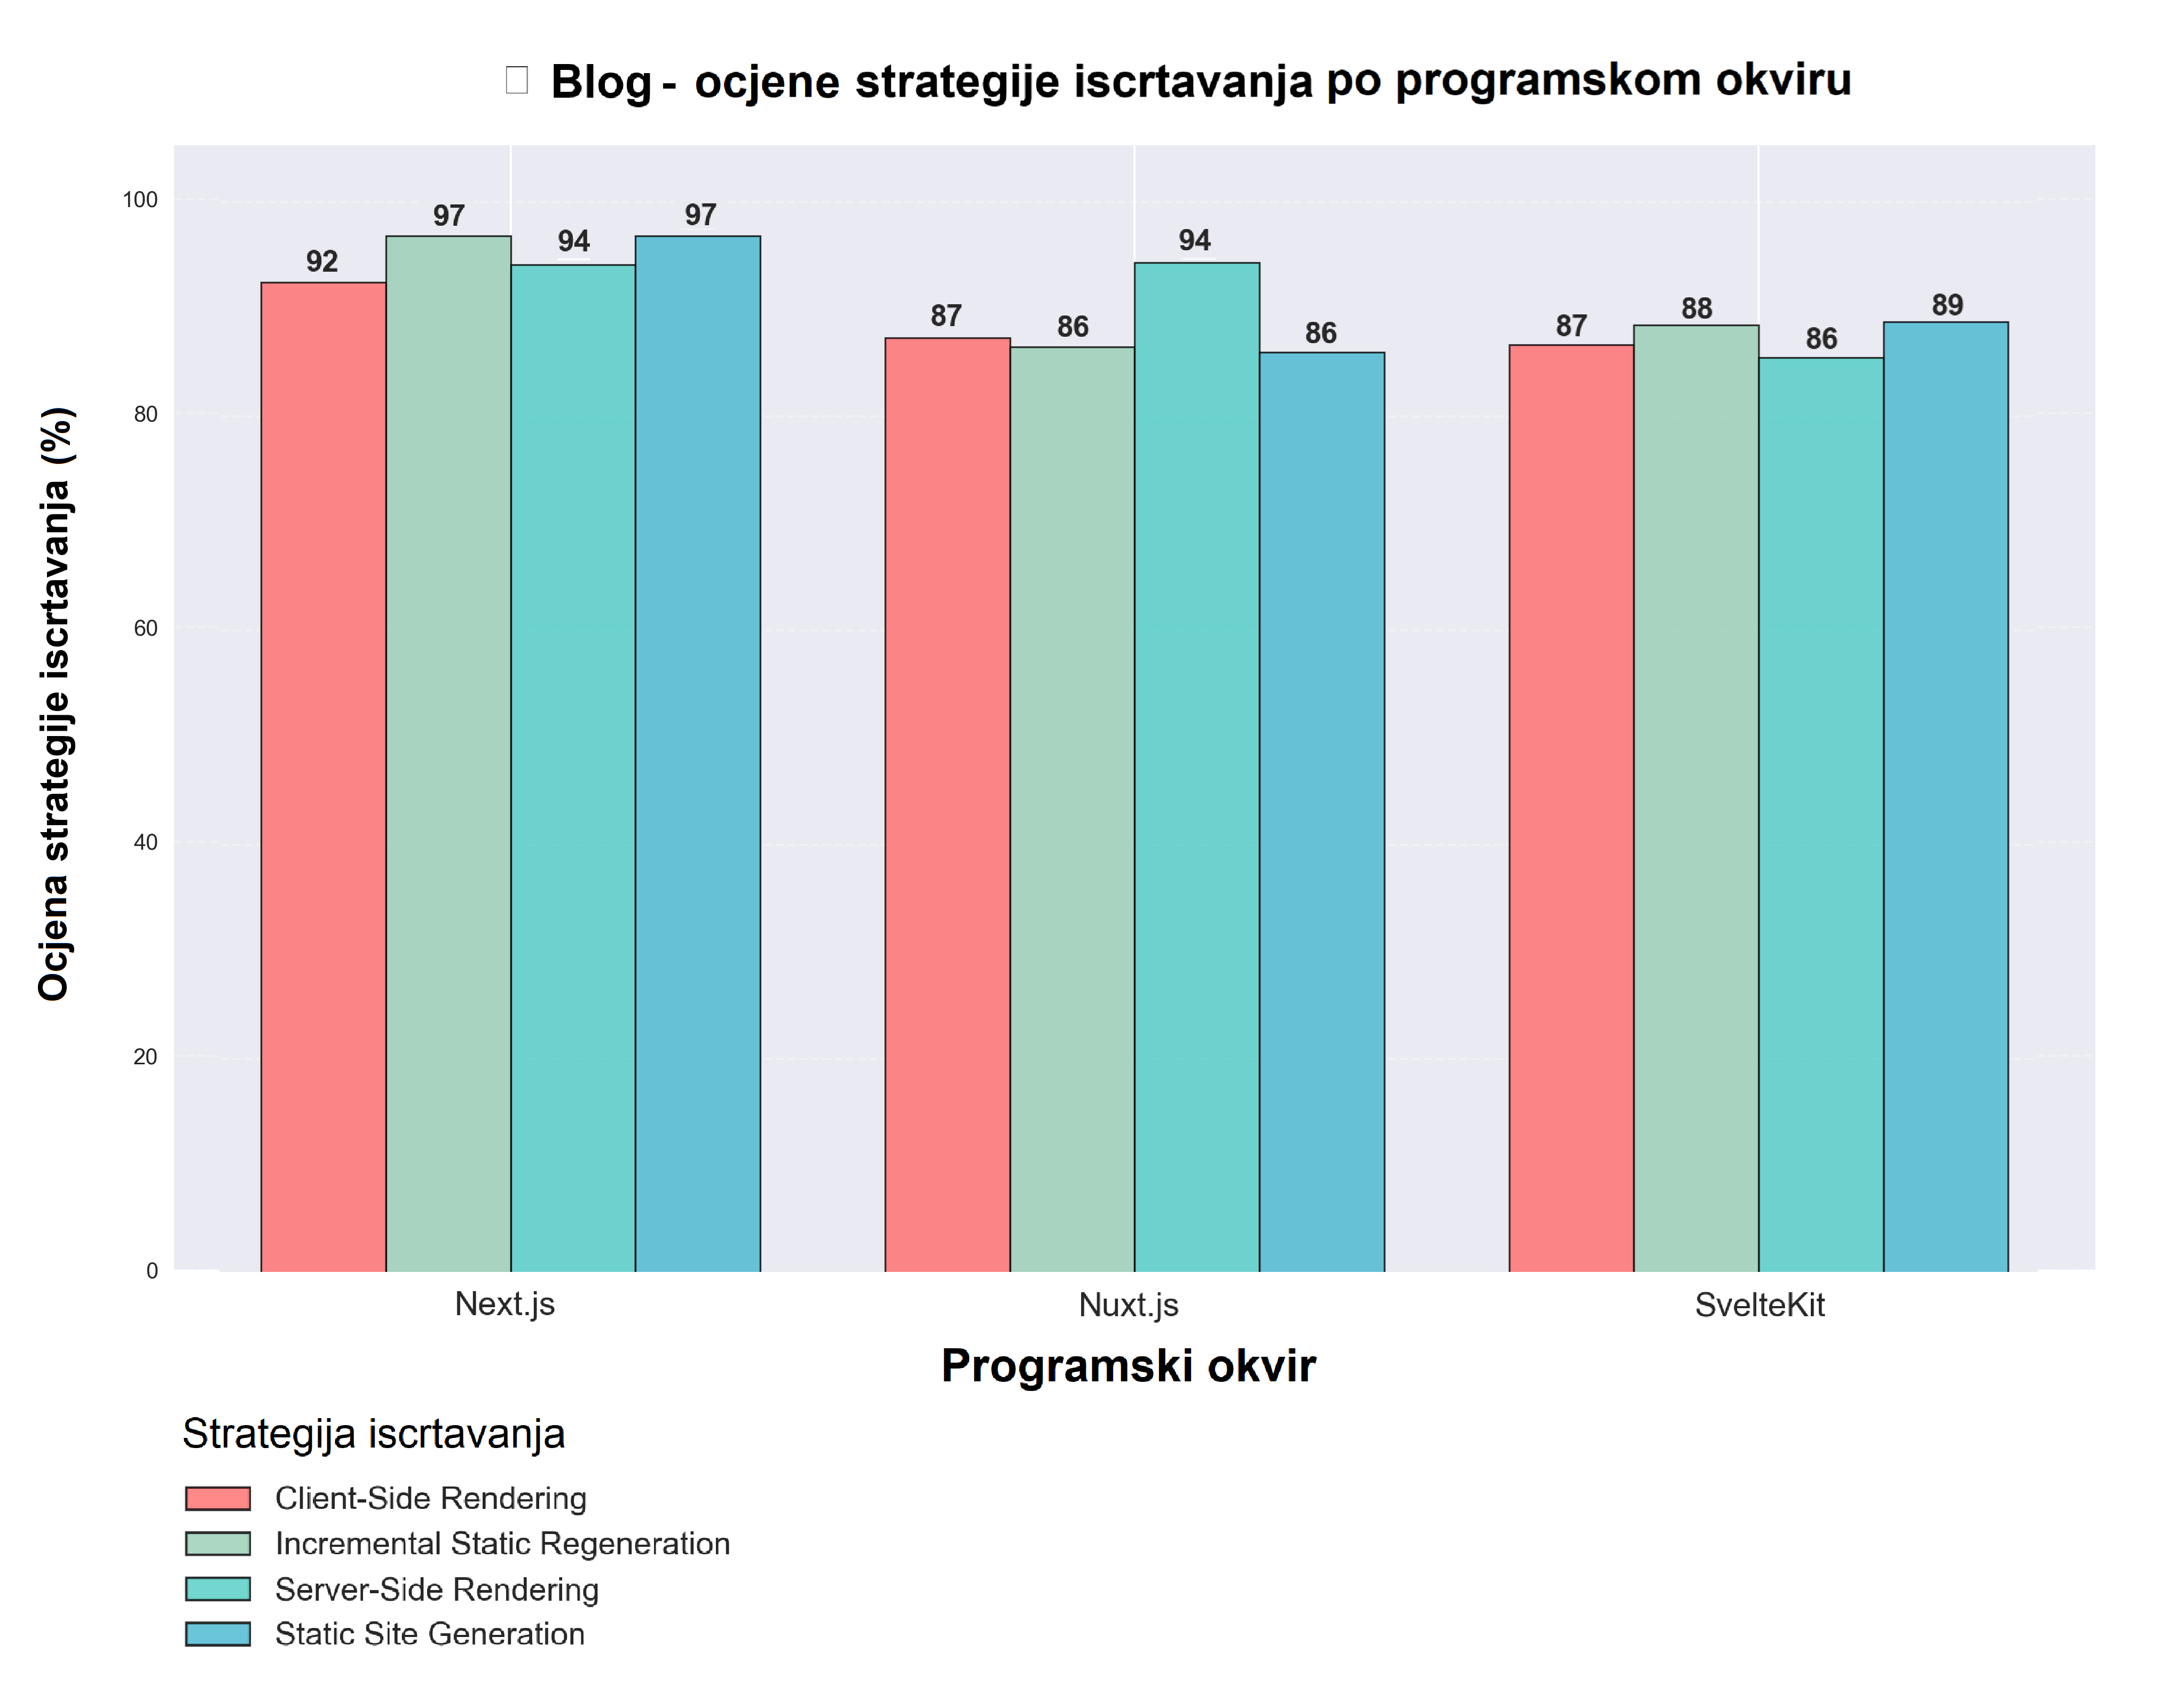 Blog - ocjene strategije iscrtavanja po programskom okviru
Ocjena strategije iscrtavanja (%)
100
80
60
40
20
0
92
97
94
97
87
86
94
86
87
88
86
89
Next.js
Nuxt.js
SvelteKit
Programski okvir
Strategija iscrtavanja
Client-Side Rendering
Incremental Static Regeneration
Server-Side Rendering
Static Site Generation